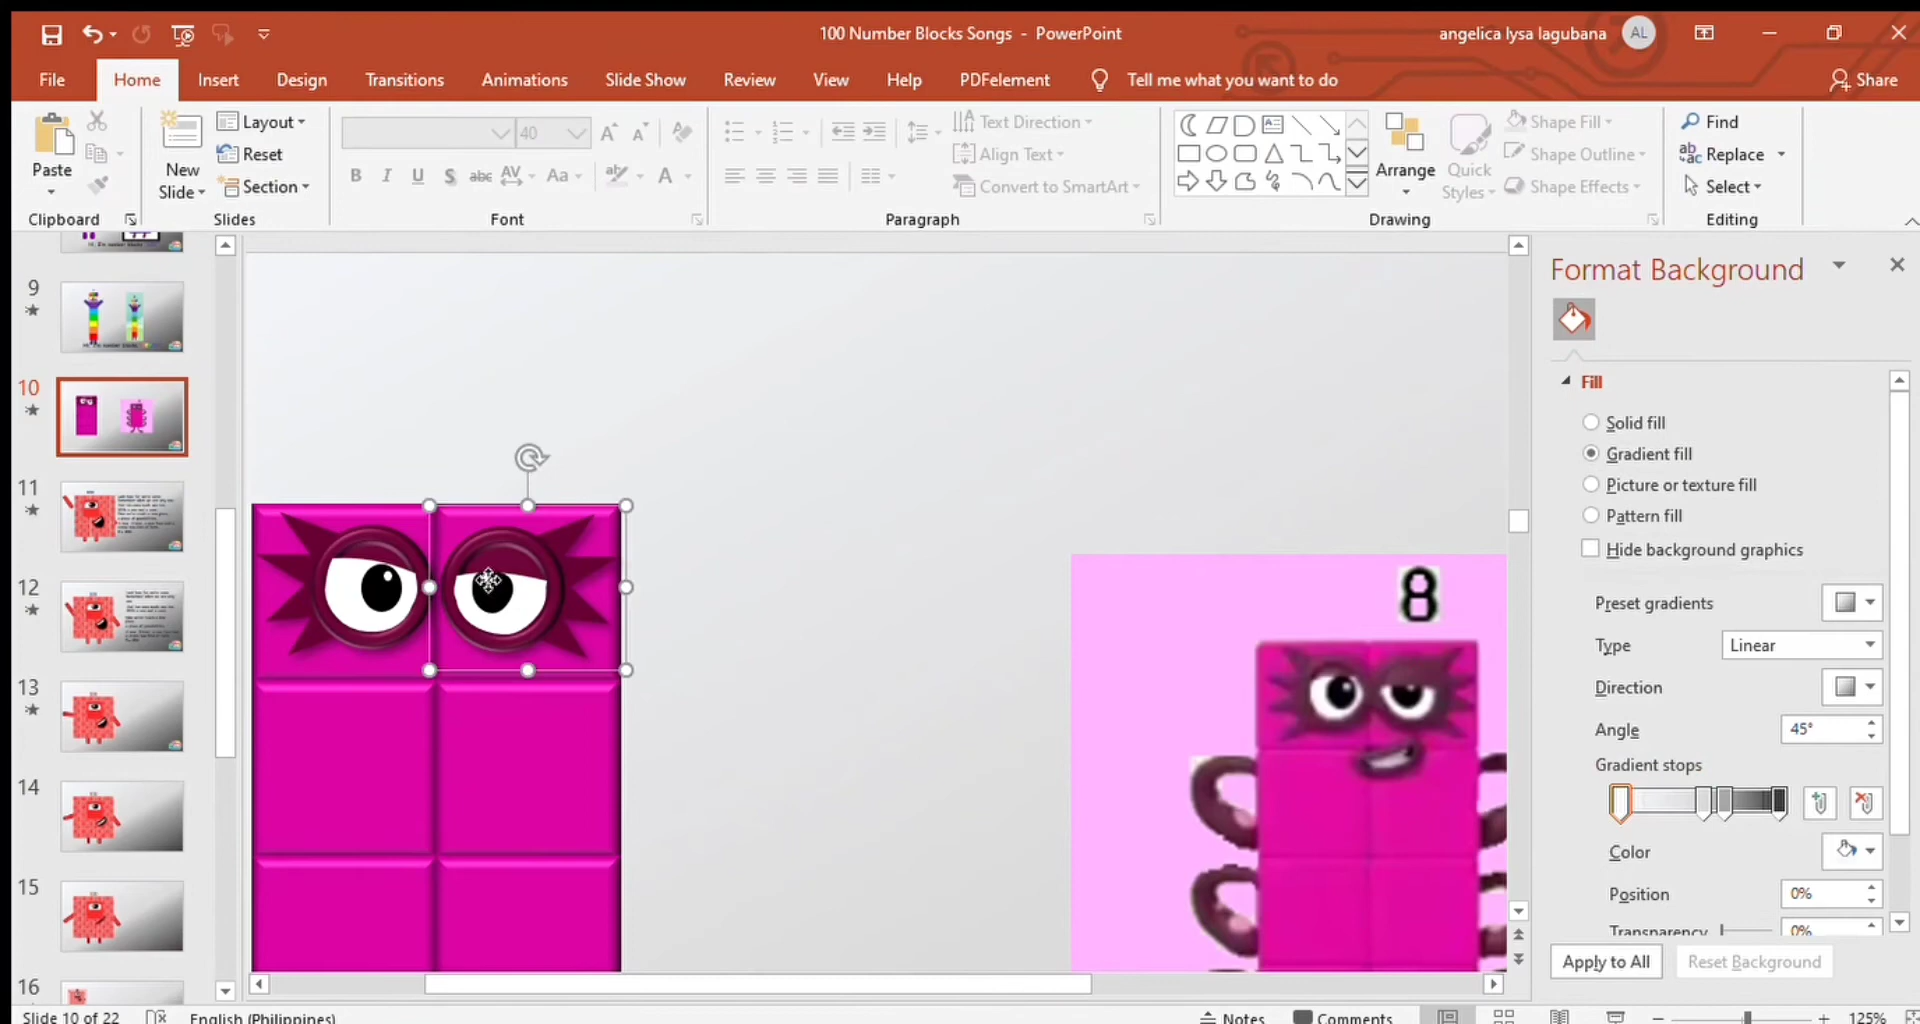 100 Number Blocks Songs - PowerPoint
angelica lysa lagubana
AL
File
Home
Insert
Design
Transitions
Animations
Slide Show
Review
View
Help
PDFelement
Tell me what you want to do
Share
Paste
New
Slide
Layout
Reset
Section
40
A
A
B
I
U
S
abc
AV
Aa
A
Text Direction
Align Text
Convert to SmartArt
Arrange
Quick
Styles
Shape Fill
Shape Outline
Shape Effects
Find
Replace
Select
Clipboard
Slides
Font
Paragraph
Drawing
Editing
9
10
11
12
13
14
15
16
8
Format Background
Fill
Solid fill
Gradient fill
Picture or texture fill
Pattern fill
Hide background graphics
Preset gradients
Type
Linear
Direction
Angle
45°
Gradient stops
Color
Position
0%
Transparency
0%
Apply to All
Reset Background
Slide 10 of 22
English (Philippines)
Notes
Comments
125%